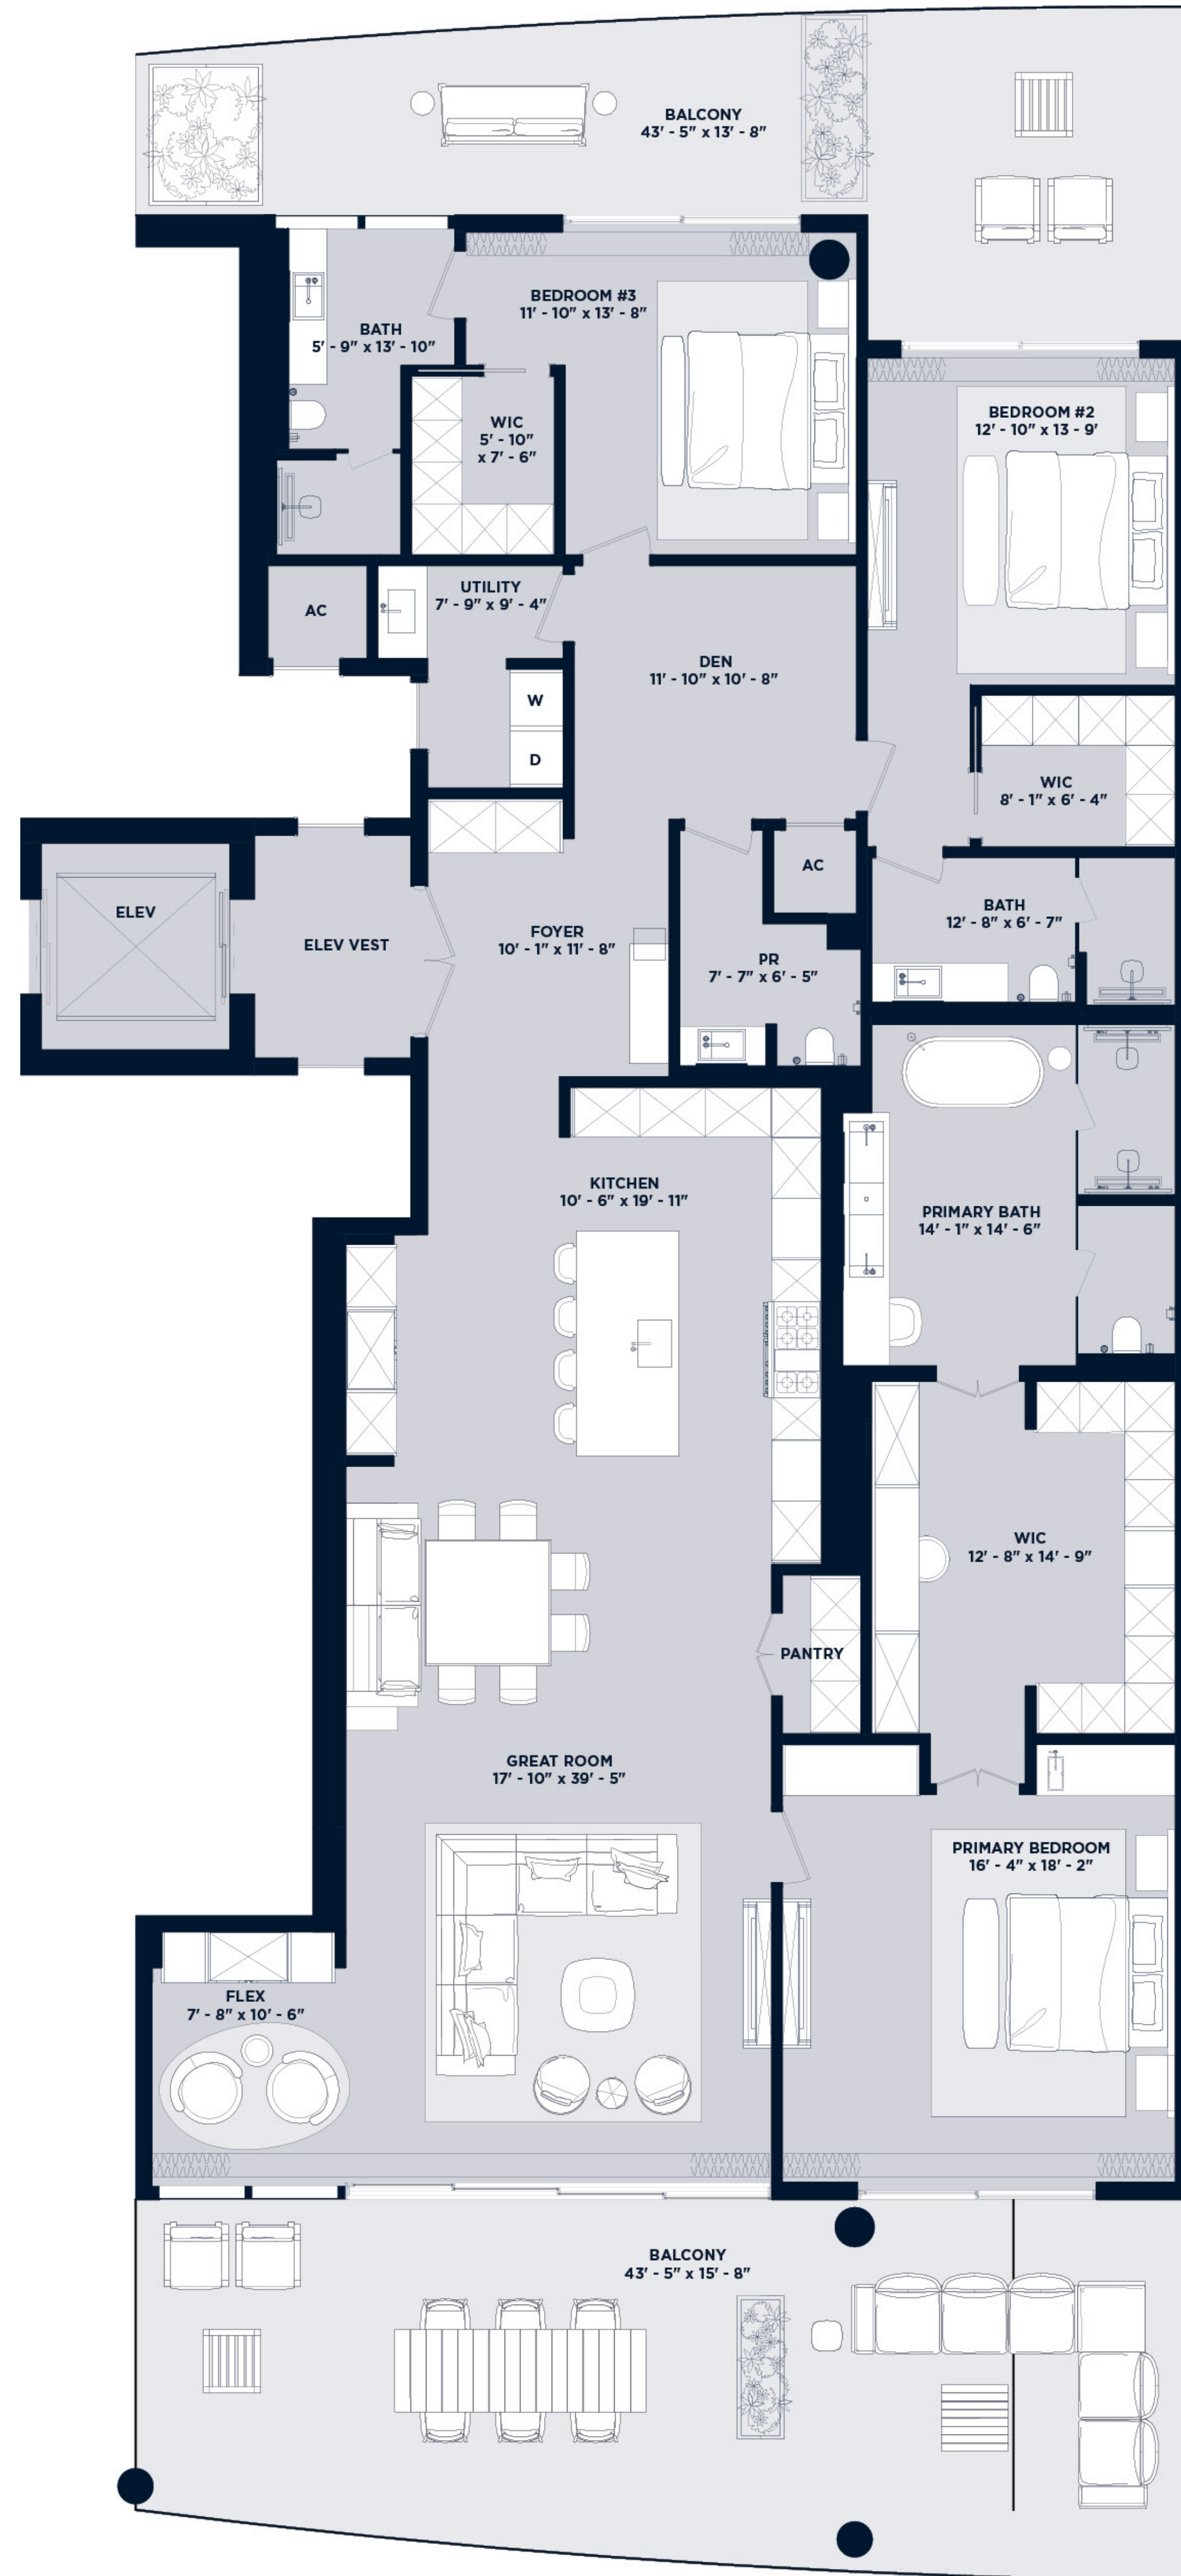 BALCONY
43' - 5" x 13' - 8"
BEDROOM #3
11' - 10" x 13' - 8"
BATH
5' - 9" x 13' - 10"
WIC
5' - 10"
x 7' - 6"
BEDROOM #2
12' - 10" x 13 - 9'
UTILITY
7' - 9" x 9' - 4"
AC
DEN
11' - 10" x 10' - 8"
W
D
WIC
8' - 1" x 6' - 4"
AC
ELEV
ELEV VEST
FOYER
10' - 1" x 11' - 8"
BATH
12' - 8" x 6' - 7"
PR
7' - 7" x 6' - 5"
KITCHEN
10' - 6" x 19' - 11"
PRIMARY BATH
14' - 1" x 14' - 6"
WIC
12' - 8" x 14' - 9"
PANTRY
GREAT ROOM
17' - 10" x 39' - 5"
PRIMARY BEDROOM
16' - 4" x 18' - 2"
FLEX
7' - 8" x 10' - 6"
BALCONY
43' - 5" x 15' - 8"